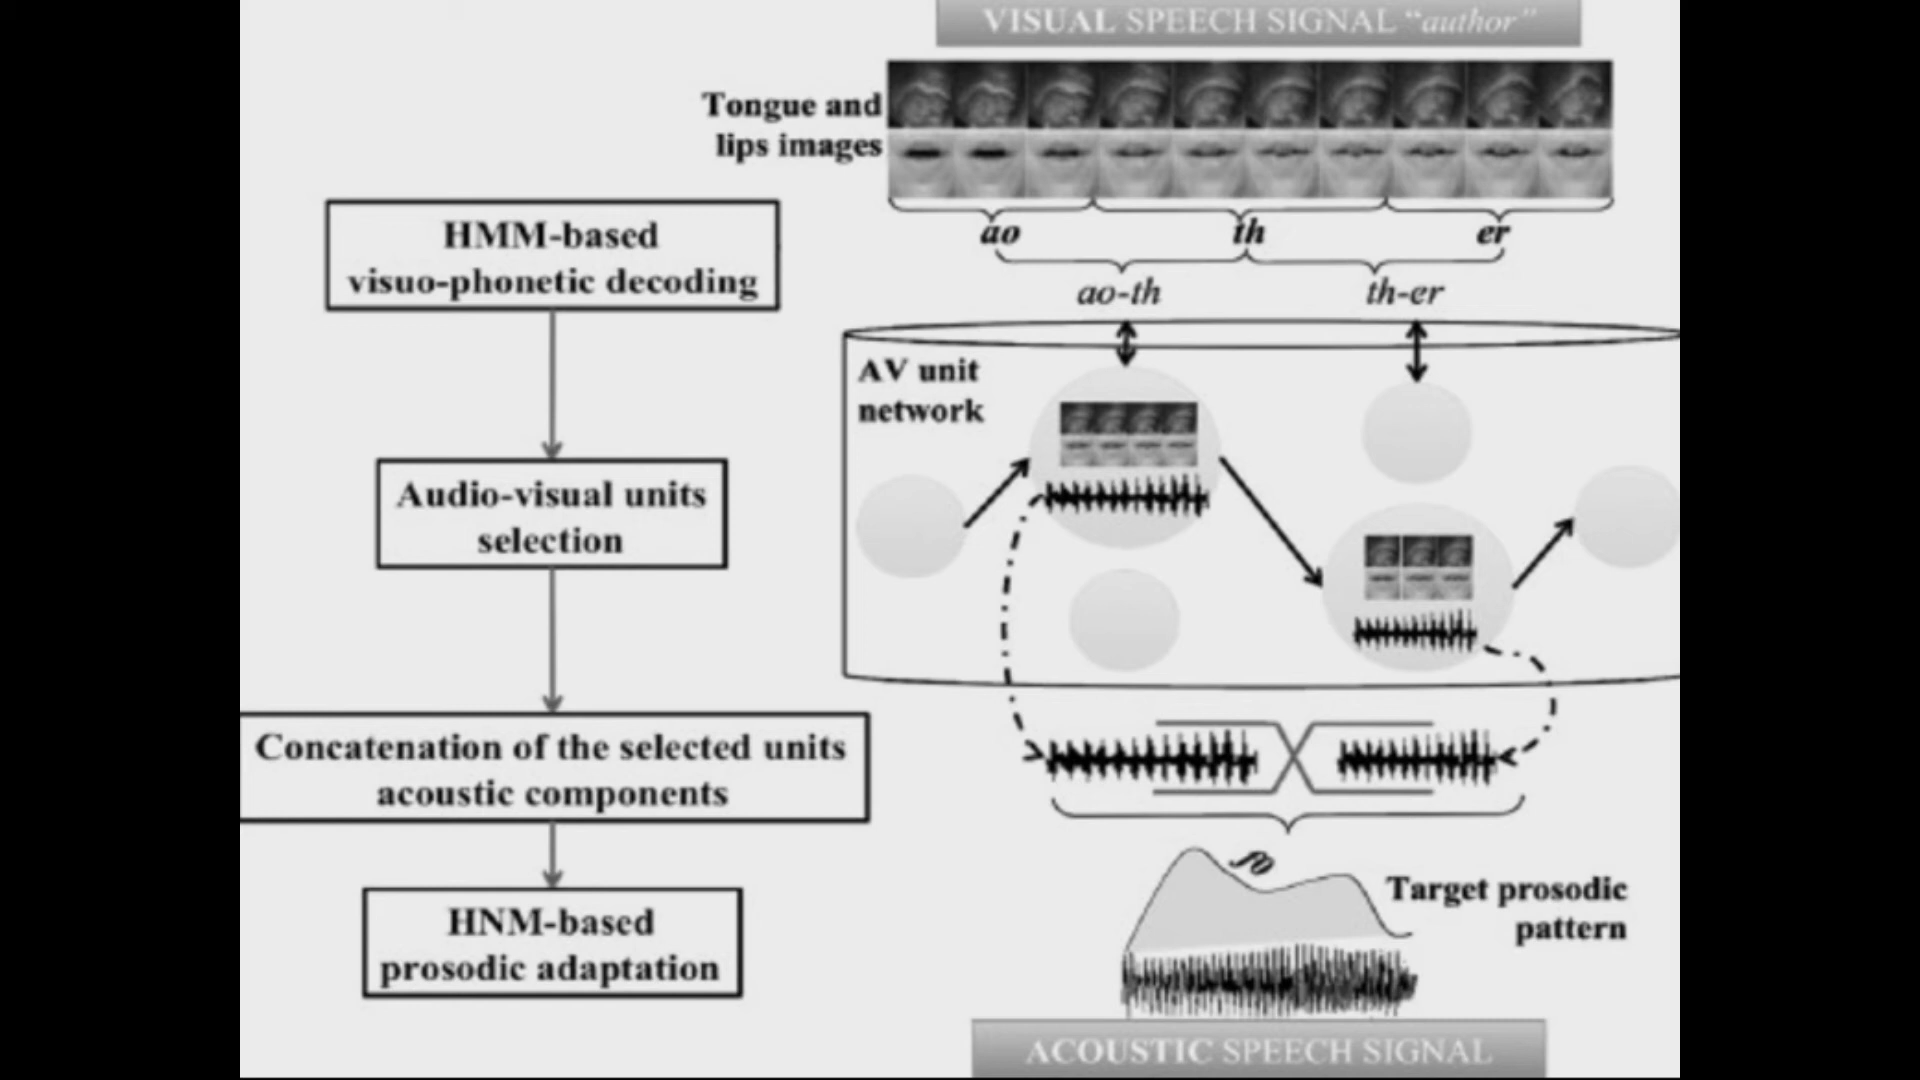 VISUAL SPEECH SIGNAL “author”
Tongue and
lips images
ao th er
ao-th th-er
HMM-based
visuo-phonetic decoding
AV unit
network
Audio-visual units
selection
Concatenation of the selected units
acoustic components
f0
Target prosodic
pattern
HNM-based
prosodic adaptation
ACOUSTIC SPEECH SIGNAL